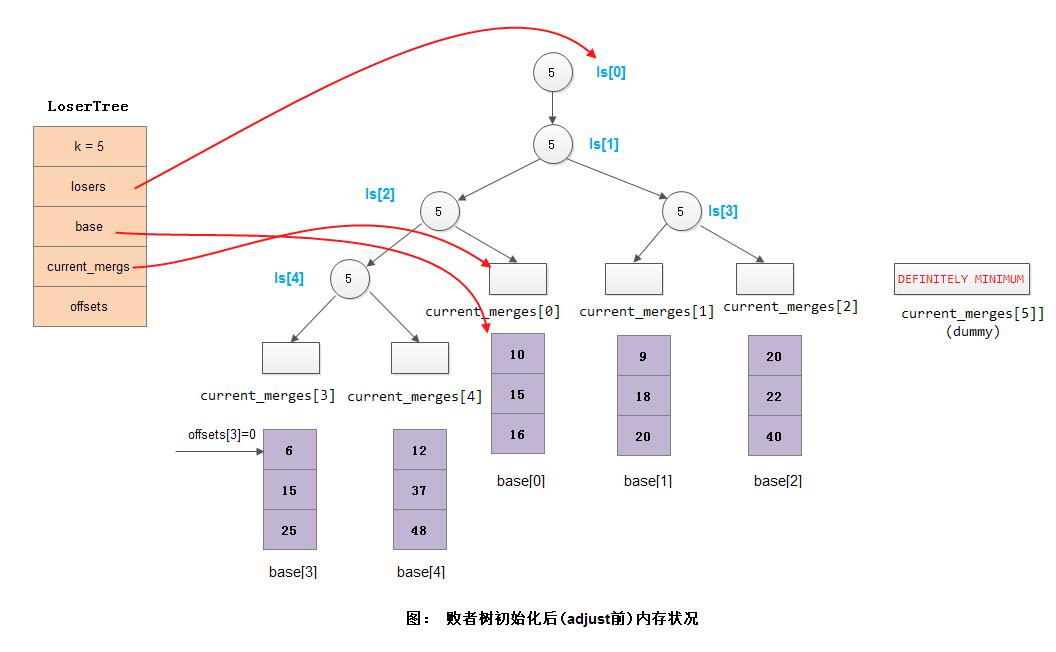 5
ls[0]
LoserTree
k = 5
losers
base
current_mergs
offsets
5
ls[1]
ls[2]
5
5
ls[3]
ls[4]
5
current_merges[0]
current_merges[1]
current_merges[2]
DEFINITELY MINIMUM
current_merges[5]]
(dummy)
current_merges[3]
current_merges[4]
10
15
16
base[0]
9
18
20
base[1]
20
22
40
base[2]
offsets[3]=0
6
15
25
base[3]
12
37
48
base[4]
图： 败者树初始化后(adjust前)内存状况